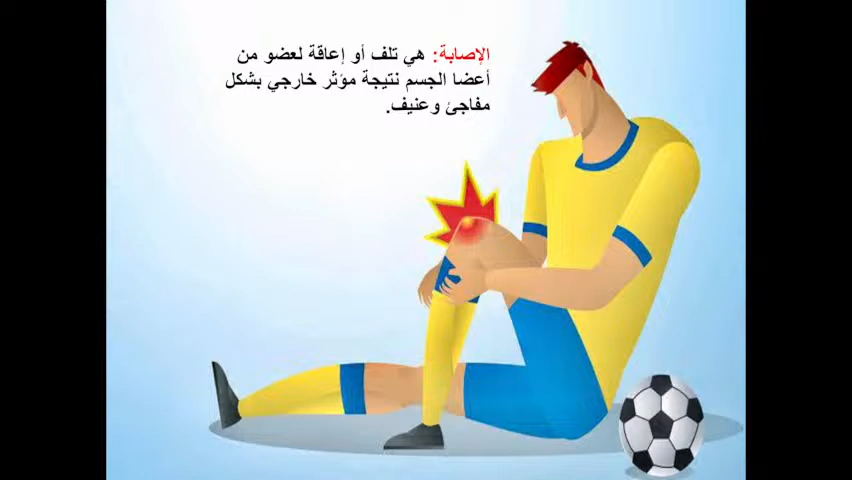 الإصابة: هي تلف أو إعاقة لعضو من
أعضا الجسم نتيجة مؤثر خارجي بشكل
مفاجئ وعنيف.